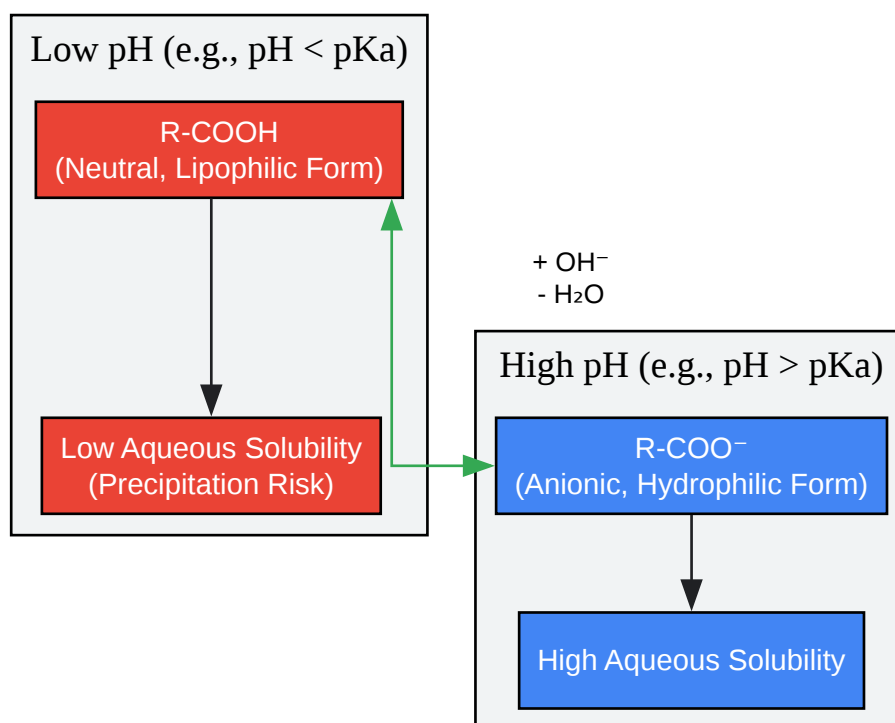 Low pH (e.g., pH < pKa)
R-COOH
(Neutral, Lipophilic Form)
Low Aqueous Solubility
(Precipitation Risk)
+ OH⁻
- H₂O
High pH (e.g., pH > pKa)
R-COO⁻
(Anionic, Hydrophilic Form)
High Aqueous Solubility